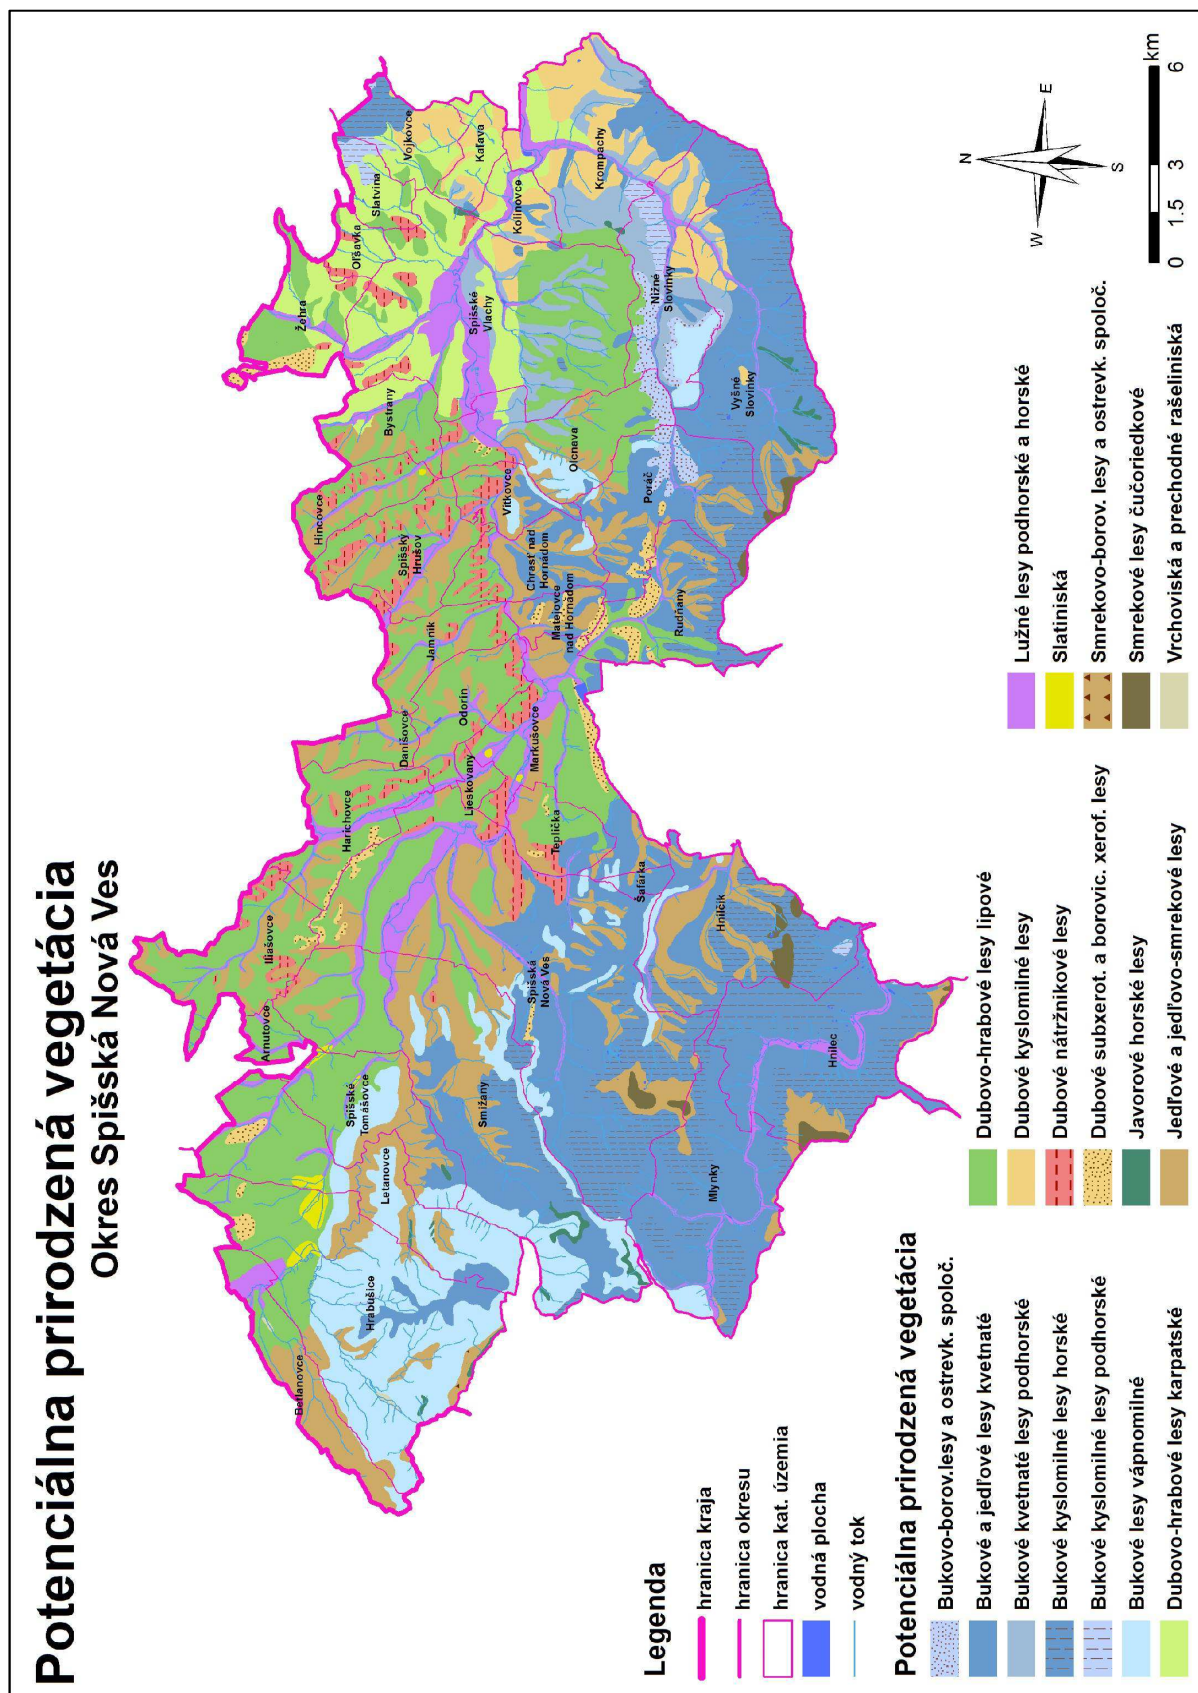 Potenciálna prirodzená vegetácia
Okres Spišská Nová Ves
Betlanovce
Hrabušice
Letanovce
Spišské
Tomášovce
Arnutovce
Iliašovce
Smižany
Spišská
Nová Ves
Mlynky
Hnilec
Hnilčík
Šafárka
Teplička
Harichovce
Lieskovany
Danišovce
Odorín
Markušovce
Jamník
Matejovce
nad Hornádom
Chrasť nad
Hornádom
Rudňany
Spišský
Hrušov
Hincovce
Vítkovce
Bystrany
Olcnava
Poráč
Vyšné
Slovinky
Nižné
Slovinky
Spišské
Vlachy
Žehra
Oľšavka
Slatvina
Vojkovce
Kaľava
Kolinovce
Krompachy
N
E
S
W
0 1.5 3 6
km
Legenda
hranica kraja
hranica okresu
hranica kat. územia
vodná plocha
vodný tok
Potenciálna prirodzená vegetácia
Bukovo-borov.lesy a ostrevk. spoloč.
Bukové a jedľové lesy kvetnaté
Bukové kvetnaté lesy podhorské
Bukové kyslomilné lesy horské
Bukové kyslomilné lesy podhorské
Bukové lesy vápnomilné
Dubovo-hrabové lesy karpatské
Dubovo-hrabové lesy lipové
Dubové kyslomilné lesy
Dubové nátržníkové lesy
Dubové subxerot. a borovic. xerof. lesy
Javorové horské lesy
Jedľové a jedľovo-smrekové lesy
Lužné lesy podhorské a horské
Slatiniská
Smrekovo-borov. lesy a ostrevk. spoloč.
Smrekové lesy čučoriedkové
Vrchoviská a prechodné rašeliniská